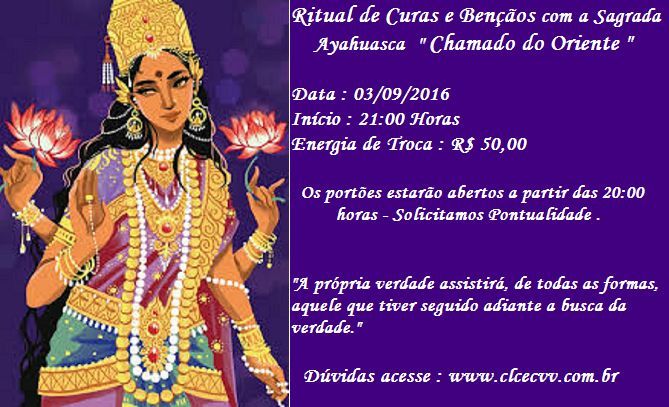 Ritual de Curas e Bençãos com a Sagrada
Ayahuasca " Chamado do Oriente "
Data : 03/09/2016
Início : 21:00 Horas
Energia de Troca : R$ 50,00
Os portões estarão abertos a partir das 20:00
horas - Solicitamos Pontualidade .
"A própria verdade assistirá, de todas as formas,
aquele que tiver seguido adiante a busca da
verdade."
Dúvidas acesse : www.clcecvv.com.br